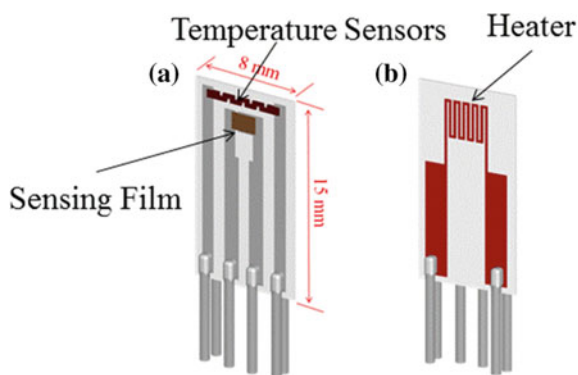 Temperature Sensors
Heater
(a)
8 mm
(b)
15 mm
Sensing Film